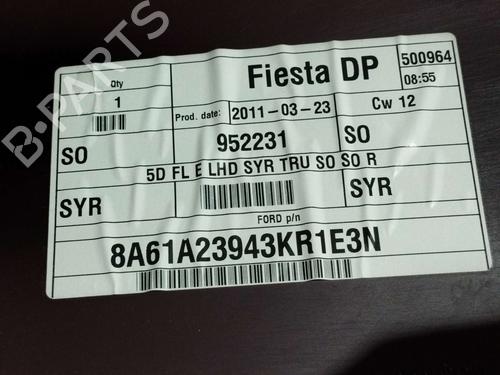 B-PARTS
Qty
1
Fiesta DP
500964
08:55
Prod. date: 2011-03-23
Cw 12
SO
952231
SO
5D FL E LHD SYR TRU SO SO R
SYR
SYR
FORD p/n
8A61A23943KR1E3N